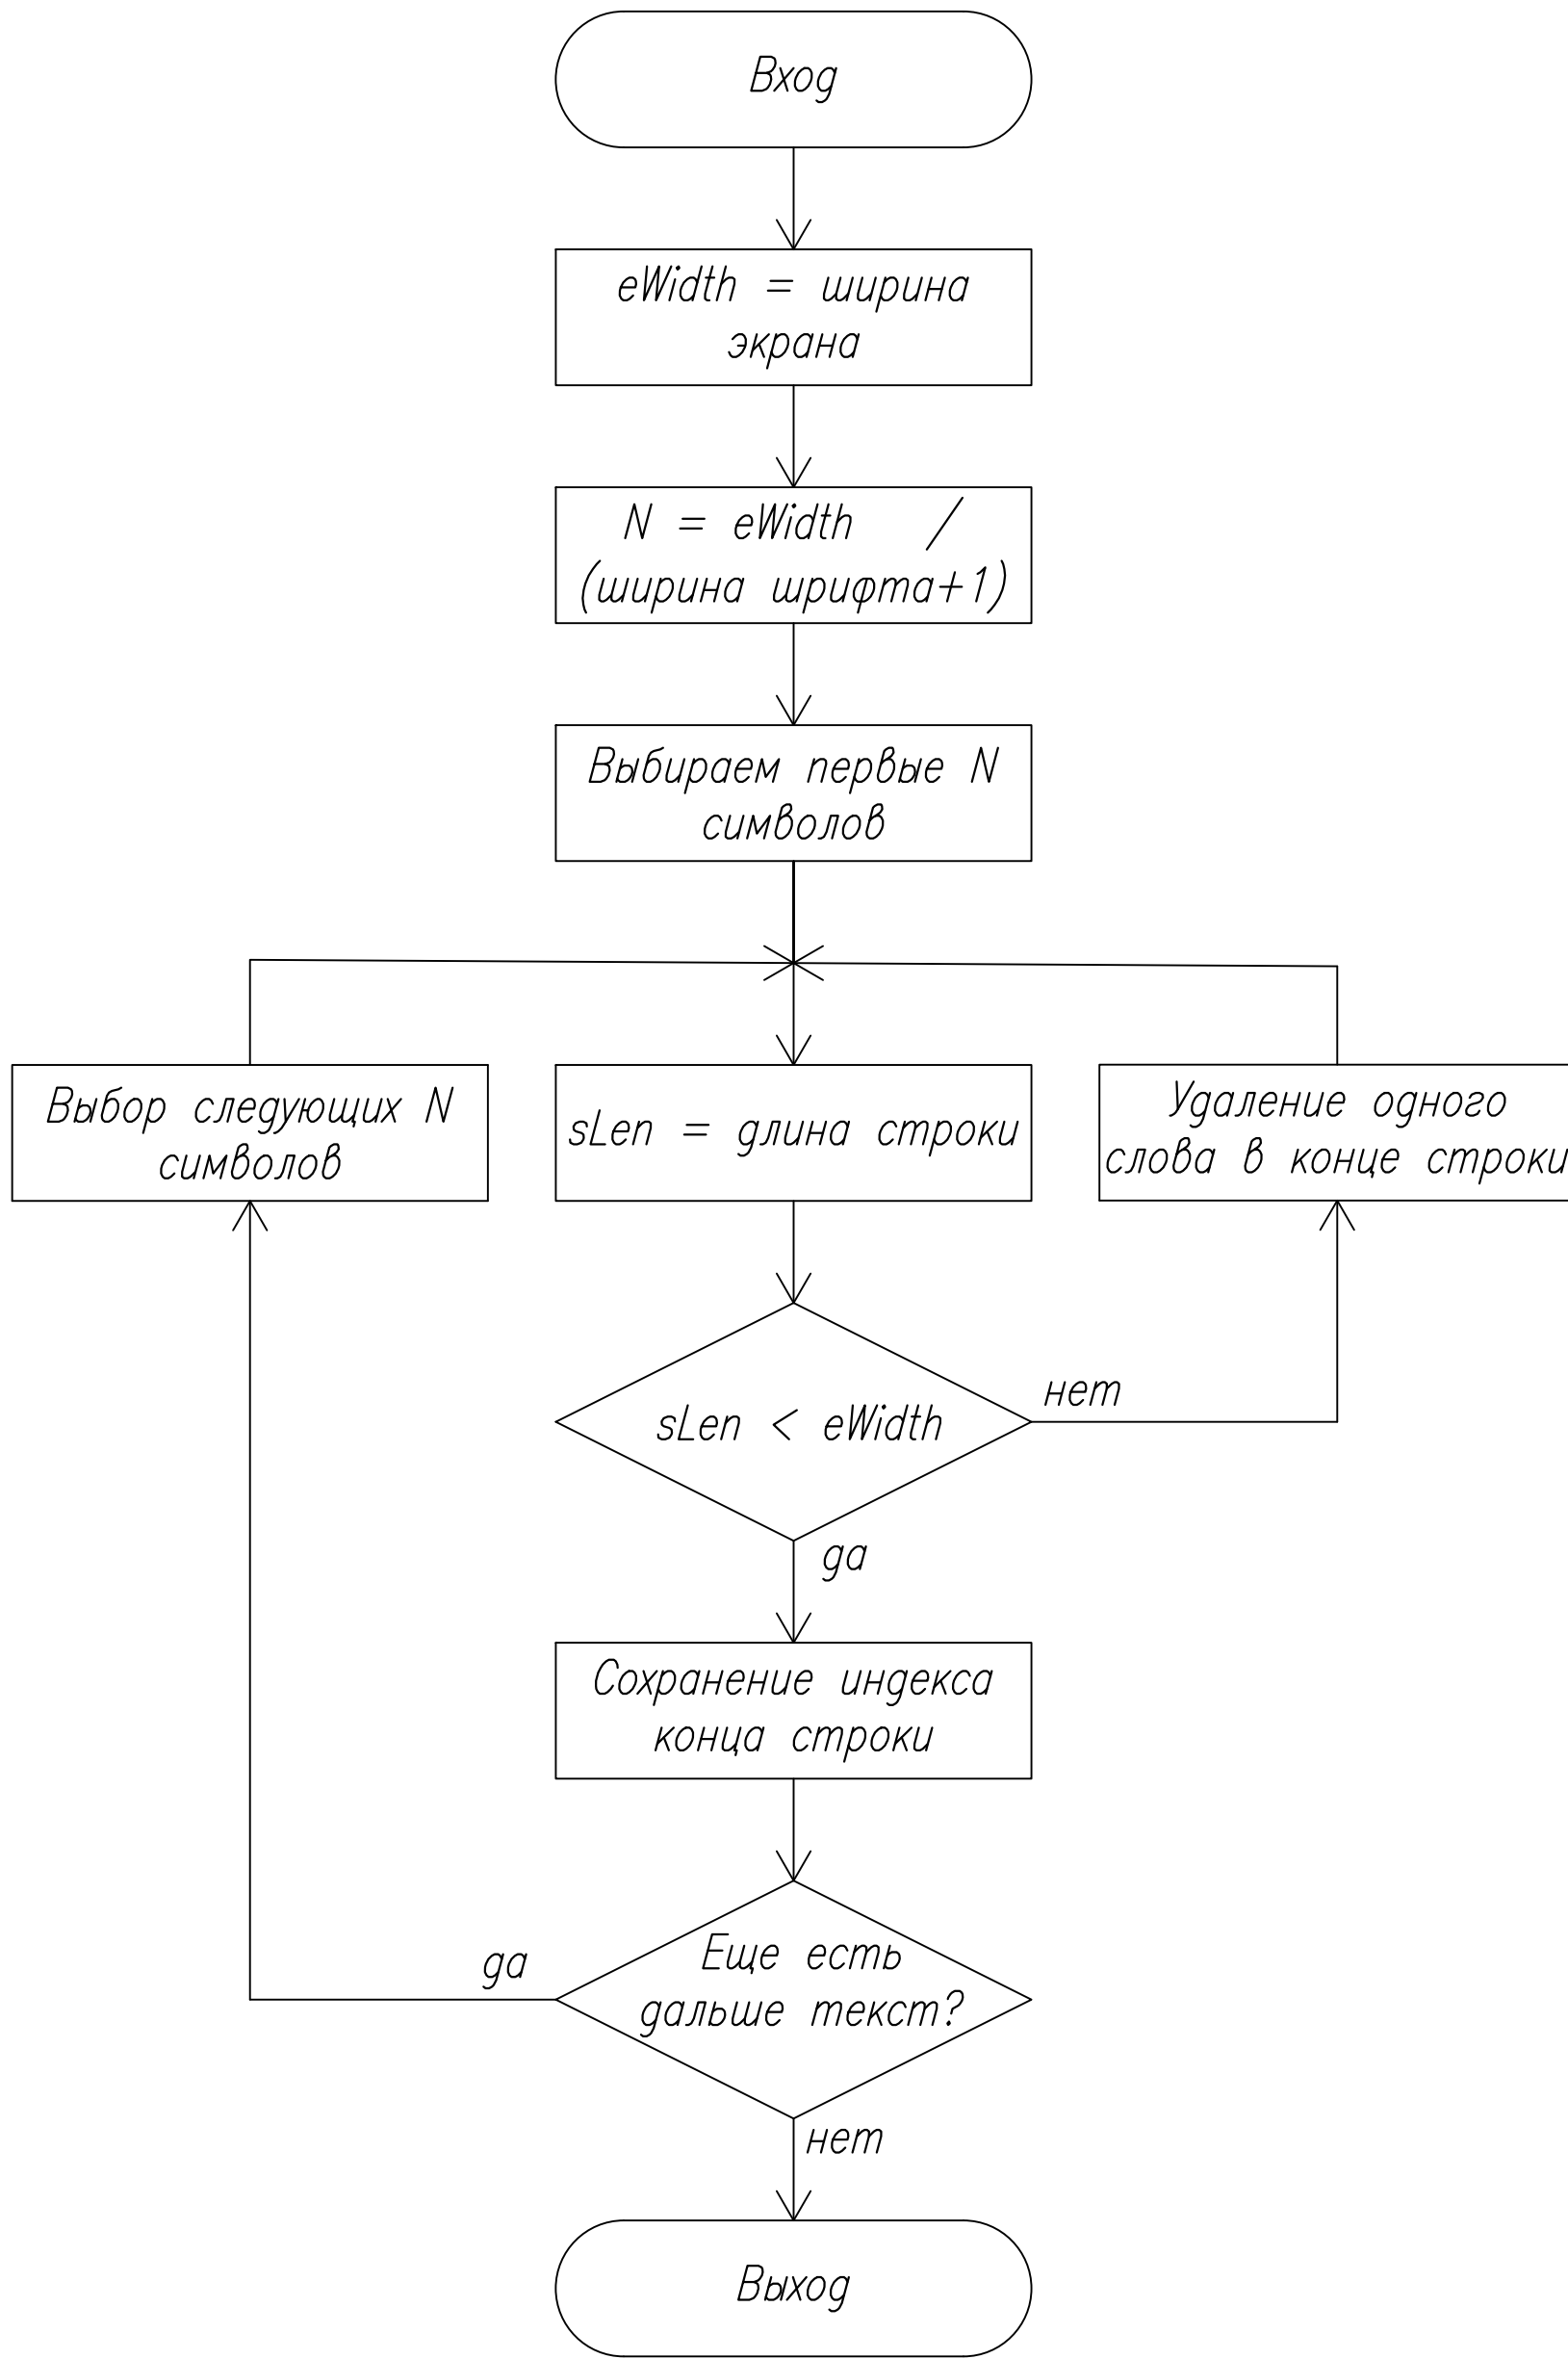 Вход
eWidth = ширина
экрана
N = eWidth /
(ширина шрифта+1)
Выбираем первые N
символов
Выбор следующих N
символов
sLen = длина строки
Удаление одного
слова в конце строки
sLen < eWidth
нет
да
Сохранение индекса
конца строки
Еще есть
дальше текст?
да
нет
Выход